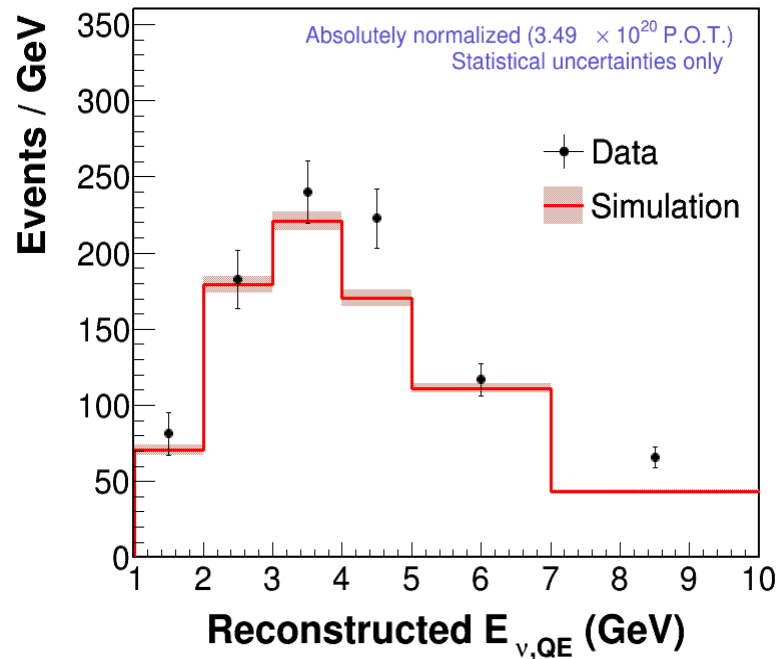 Absolutely normalized (3.49 × 10²⁰ P.O.T.)
Statistical uncertainties only
Data
Simulation
Events / GeV
350
300
250
200
150
100
50
0
1 2 3 4 5 6 7 8 9 10
Reconstructed E ν,QE (GeV)